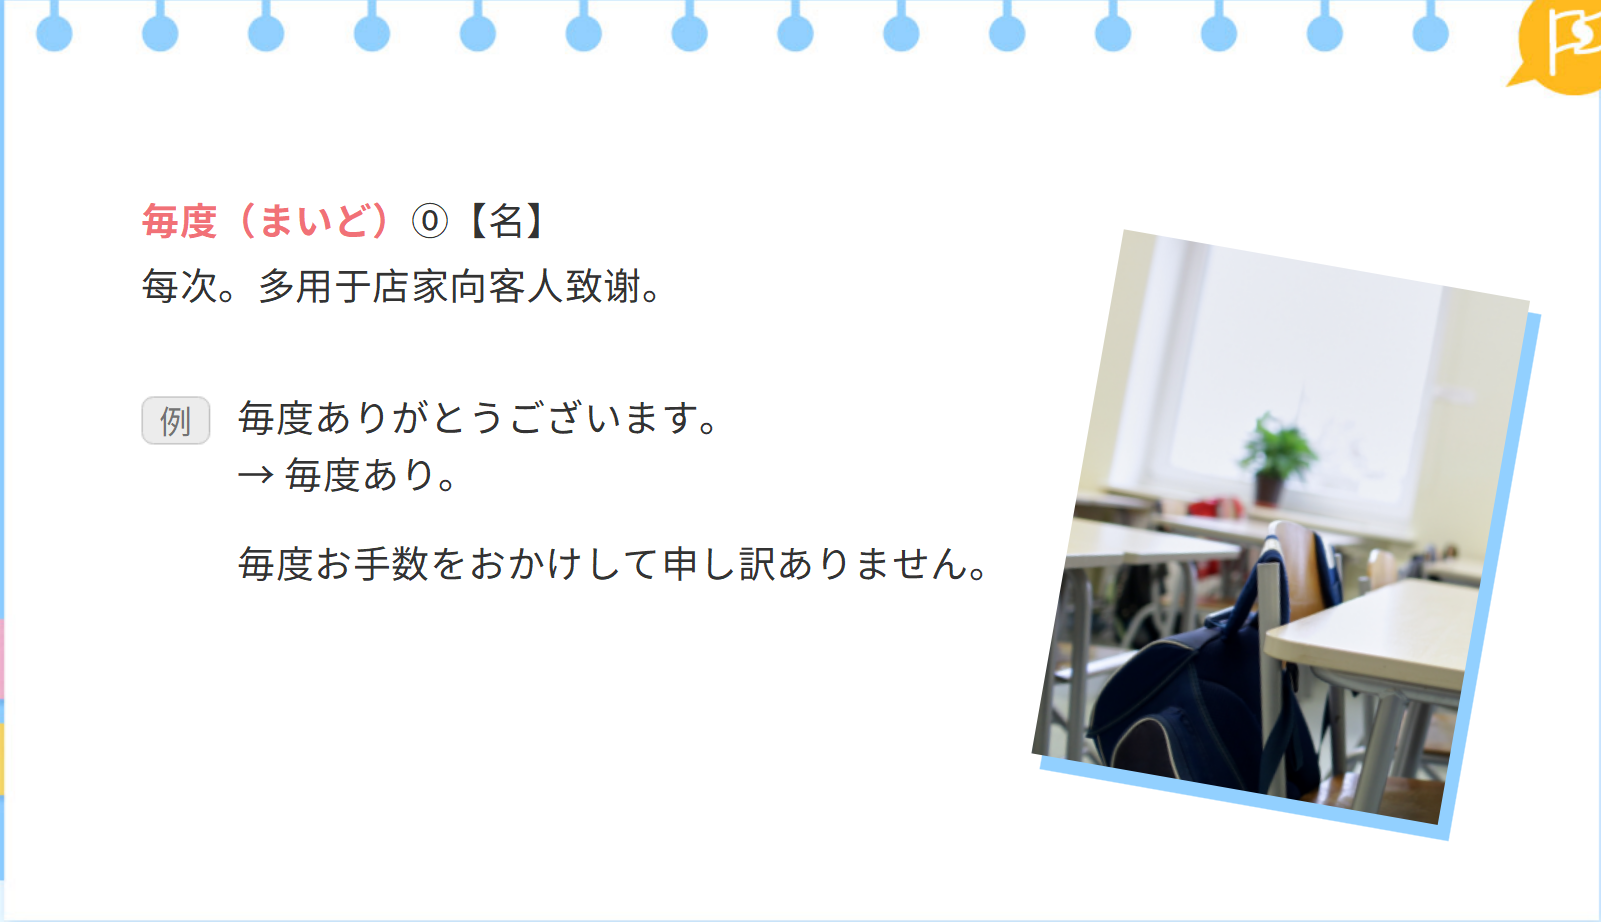 毎度（まいど）⓪【名】
每次。多用于店家向客人致谢。
例 毎度ありがとうございます。
→ 毎度あり。
毎度お手数をおかけして申し訳ありません。